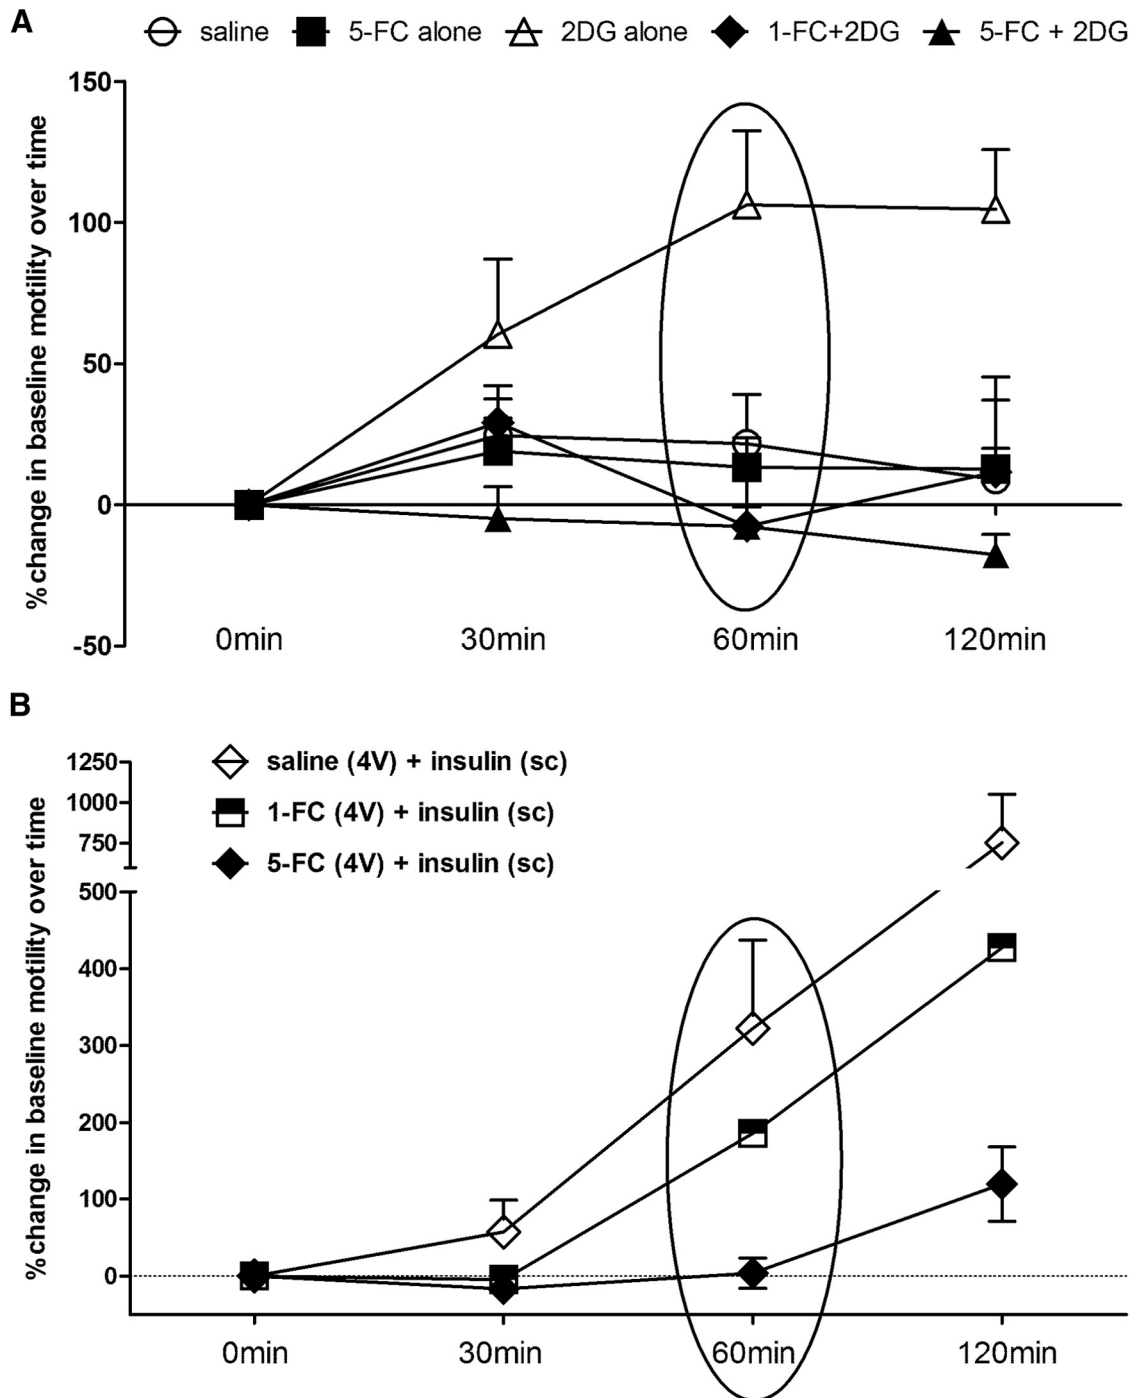 A
saline 5-FC alone 2DG alone 1-FC+2DG 5-FC + 2DG
%change in baseline motility over time
150
100
50
0
-50
0min 30min 60min 120min
B
saline (4V) + insulin (sc)
1-FC (4V) + insulin (sc)
5-FC (4V) + insulin (sc)
%change in baseline motility over time
1250
1000
750
500
400
300
200
100
0
0min 30min 60min 120min